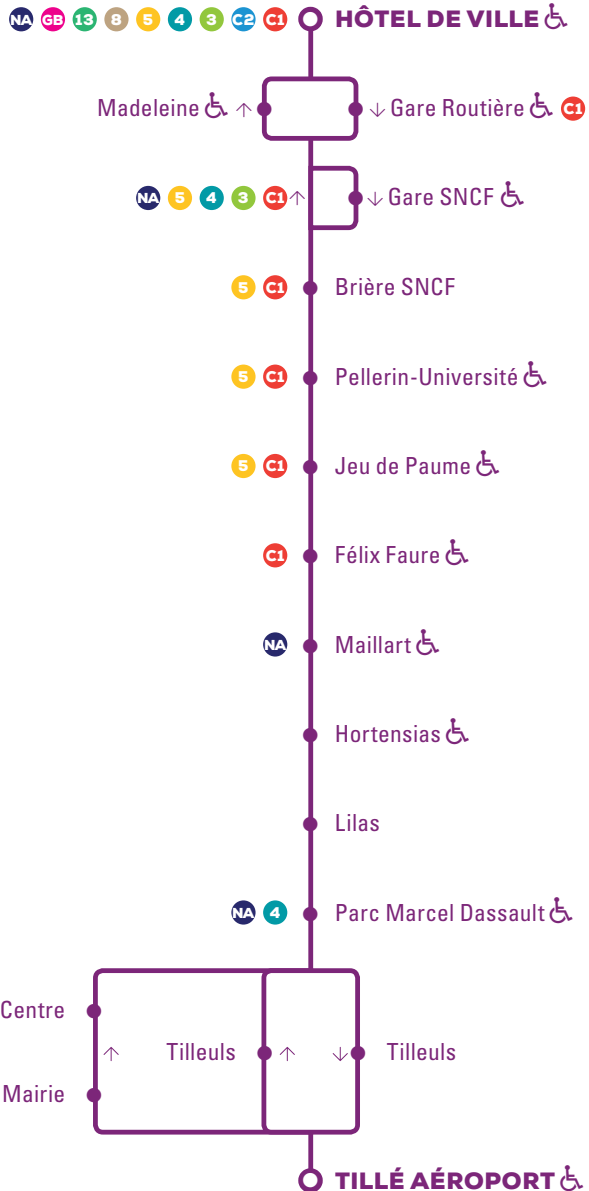 NA GB 13 8 5 4 3 C2 C1 HÔTEL DE VILLE
Madeleine ↑ ↓ Gare Routière C1
NA 5 4 3 C1 ↑ ↓ Gare SNCF
5 C1 Brière SNCF
5 C1 Pellerin-Université
5 C1 Jeu de Paume
C1 Félix Faure
NA Maillart
Hortensias
Lilas
NA 4 Parc Marcel Dassault
Centre
↑ Tilleuls ↑ ↓ Tilleuls
Mairie
TILLÉ AÉROPORT